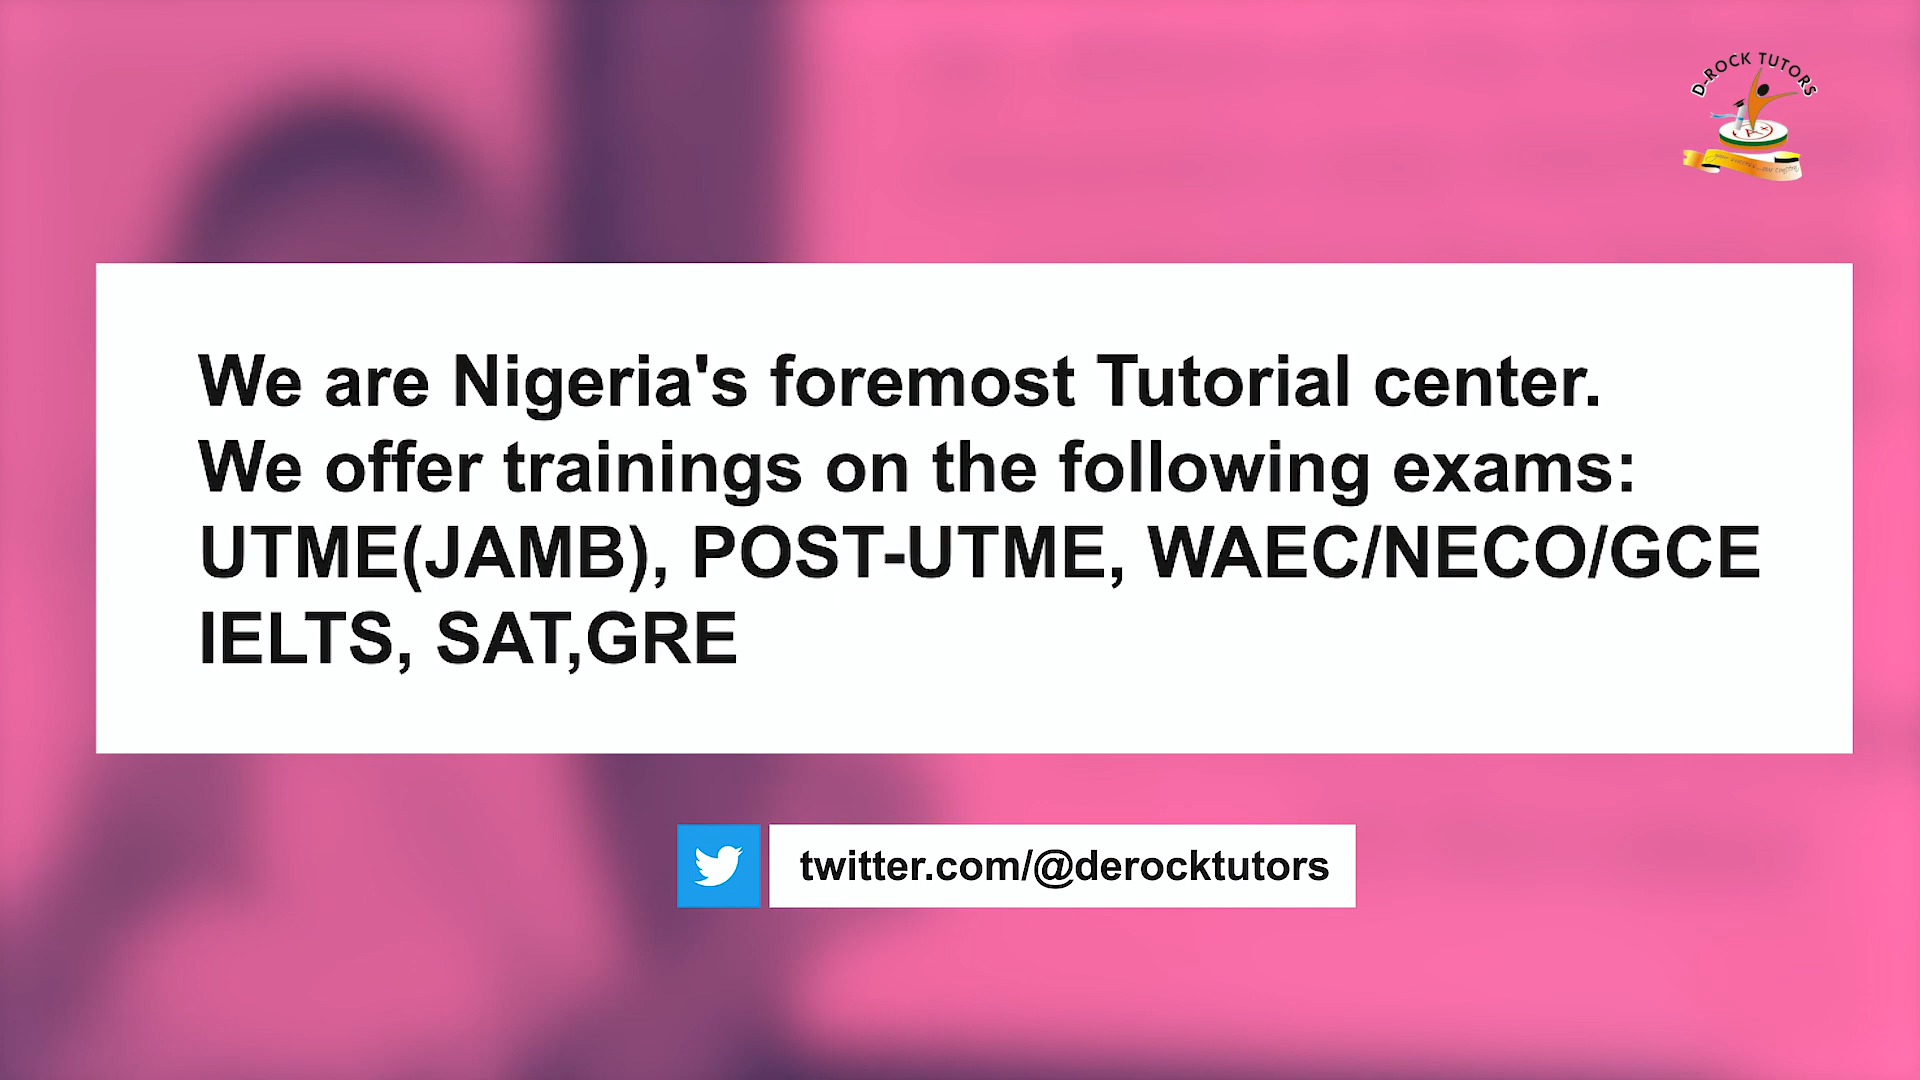 D-ROCK TUTORS
A+
We are Nigeria's foremost Tutorial center.
We offer trainings on the following exams:
UTME(JAMB), POST-UTME, WAEC/NECO/GCE
IELTS, SAT,GRE
twitter.com/@derocktutors